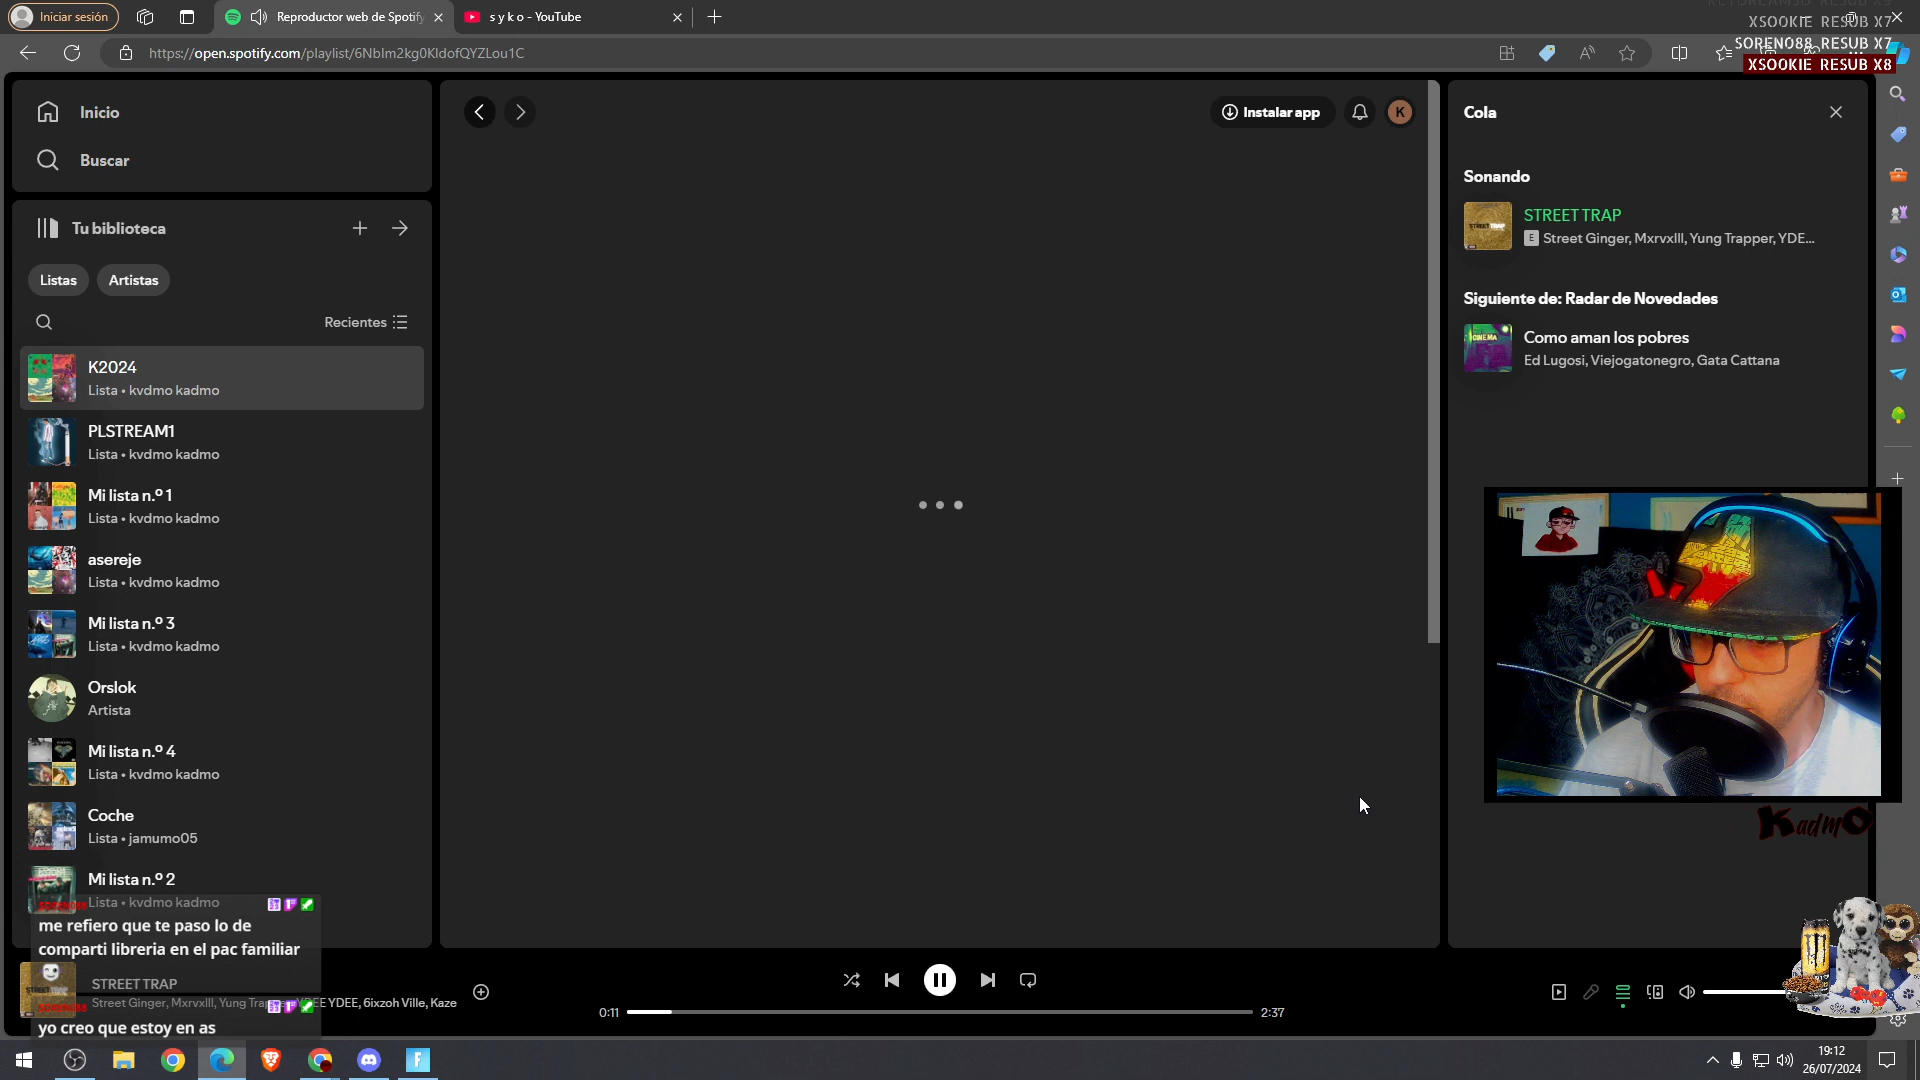 Iniciar sesión
Reproductor web de Spotify
s y k o - YouTube
XSOOKIE RESUB X7
SOREN088 RESUB X7
XSOOKIE RESUB X8
https://open.spotify.com/playlist/6NbIm2kg0KIdofQYZLou1C
Inicio
Buscar
Tu biblioteca
Listas
Artistas
Recientes
K2024
Lista • kvdmo kadmo
PLSTREAM1
Lista • kvdmo kadmo
Mi lista n.º 1
Lista • kvdmo kadmo
asereje
Lista • kvdmo kadmo
Mi lista n.º 3
Lista • kvdmo kadmo
Orslok
Artista
Mi lista n.º 4
Lista • kvdmo kadmo
Coche
Lista • jamumo05
Mi lista n.º 2
Lista • kvdmo kadmo
me refiero que te paso lo de
comparti libreria en el pac familiar
STREET TRAP
Street Ginger, Mxrvxlll, Yung YDEE YDEE, 6ixzoh Ville, Kaze
yo creo que estoy en as
Instalar app
K
Cola
Sonando
STREET TRAP
E Street Ginger, Mxrvxlll, Yung Trapper, YDE...
Siguiente de: Radar de Novedades
Como aman los pobres
Ed Lugosi, Viejogatonegro, Gata Cattana
KadmO
0:11
2:37
19:12
26/07/2024